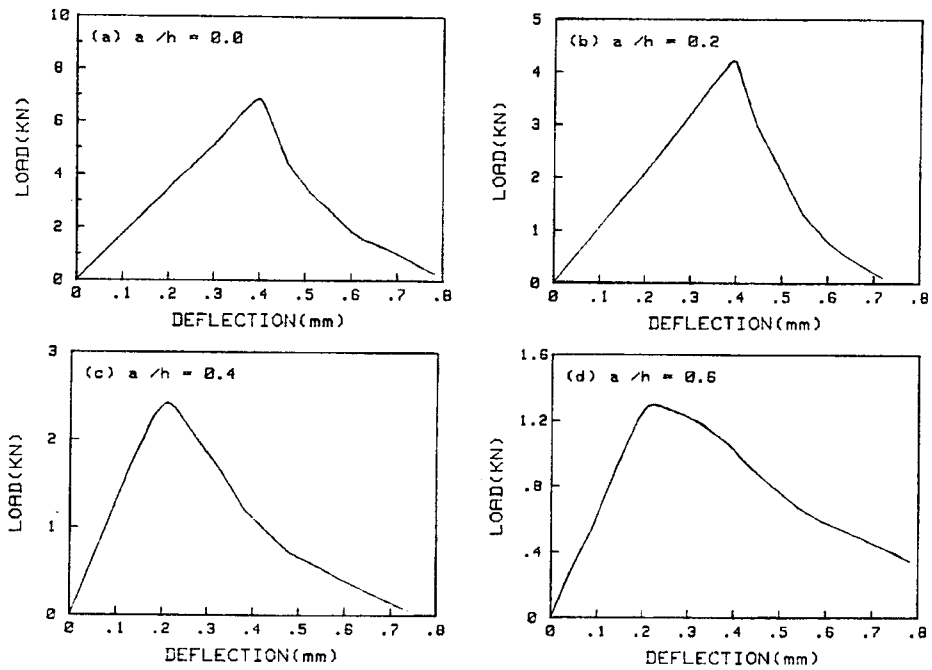 10
8
6
4
2
0
LOAD(KN)
(a) a /h = 0.0
0 .1 .2 .3 .4 .5 .6 .7 .8
DEFLECTION(mm)
5
4
3
2
1
0
LOAD(KN)
(b) a /h = 0.2
0 .1 .2 .3 .4 .5 .6 .7 .8
DEFLECTION(mm)
3
2
1
0
LOAD(KN)
(c) a /h = 0.4
0 .1 .2 .3 .4 .5 .6 .7 .8
DEFLECTION(mm)
1.6
1.2
.8
.4
0
LOAD(KN)
(d) a /h = 0.6
0 .1 .2 .3 .4 .5 .6 .7 .8
DEFLECTION(mm)